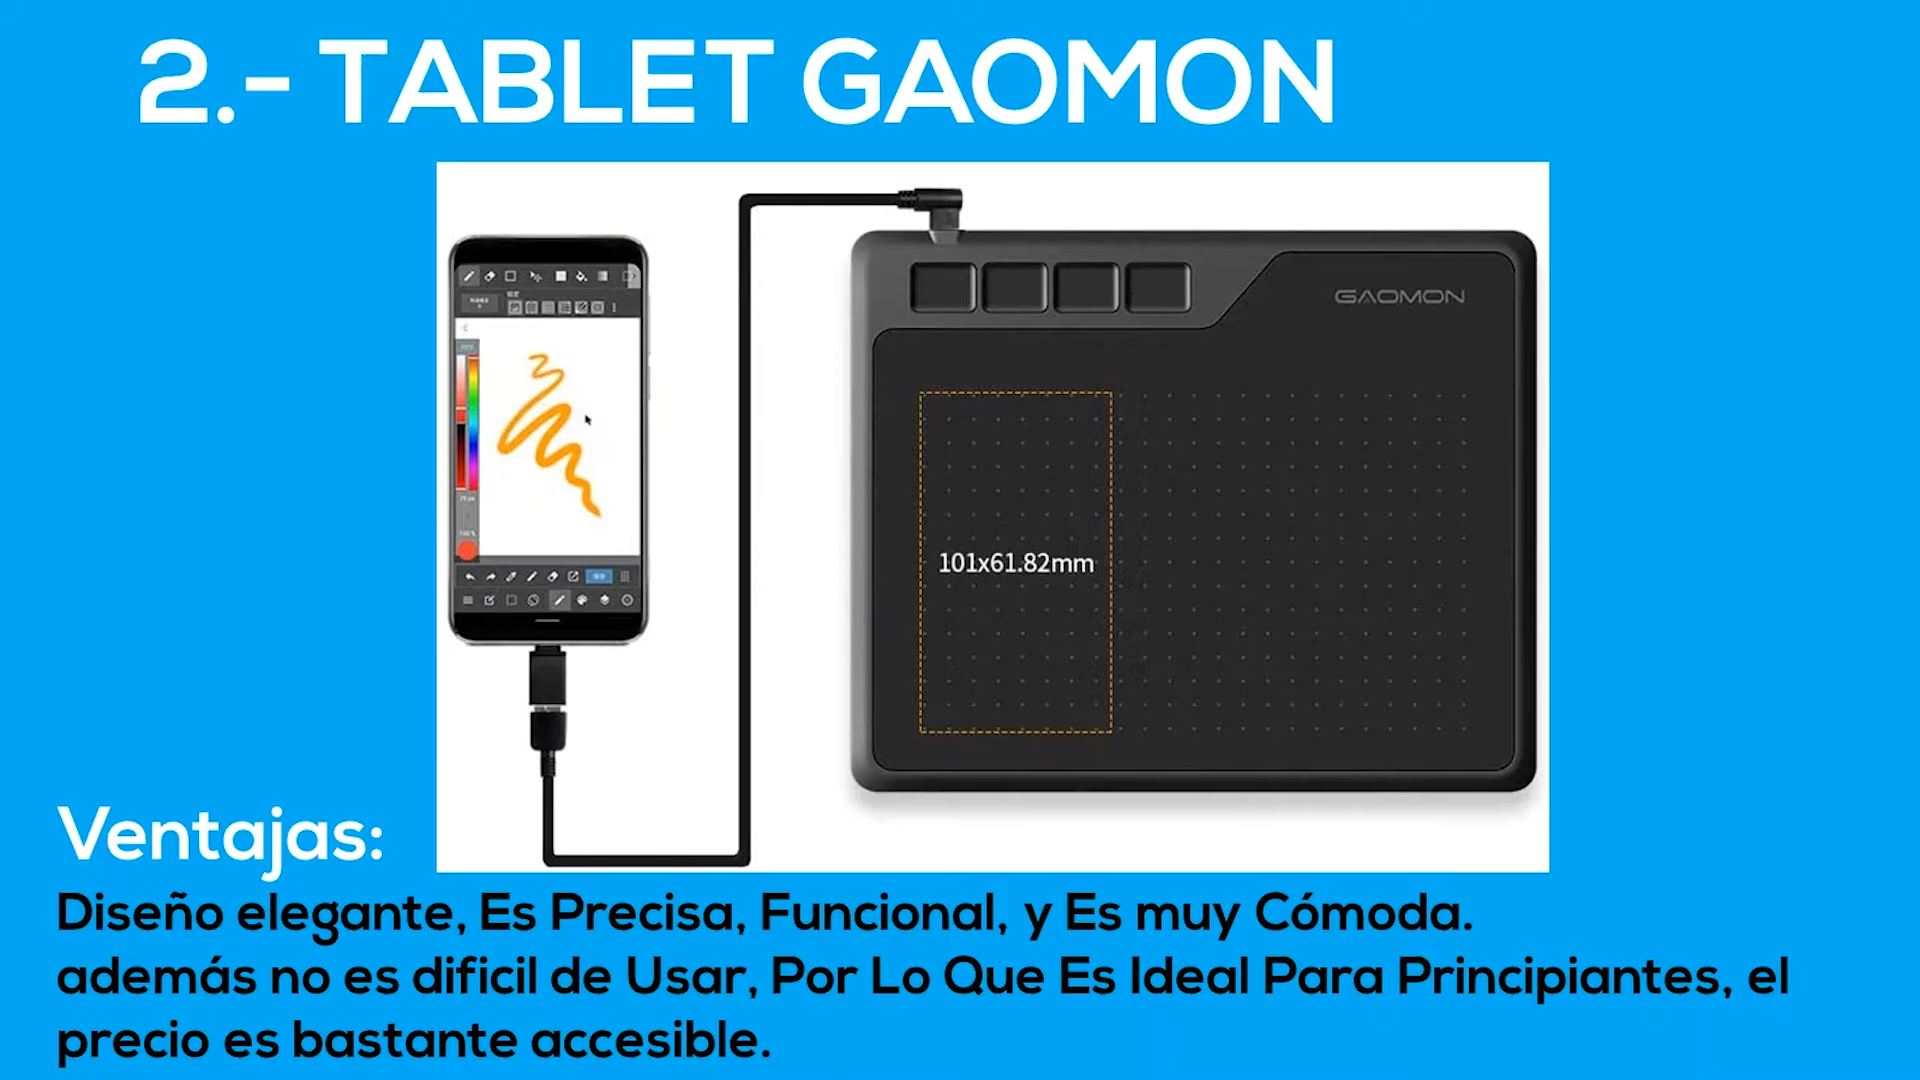 2.- TABLET GAOMON
GAOMON
101x61.82mm
Ventajas:
Diseño elegante, Es Precisa, Funcional, y Es muy Cómoda.
además no es dificil de Usar, Por Lo Que Es Ideal Para Principiantes, el
precio es bastante accesible.